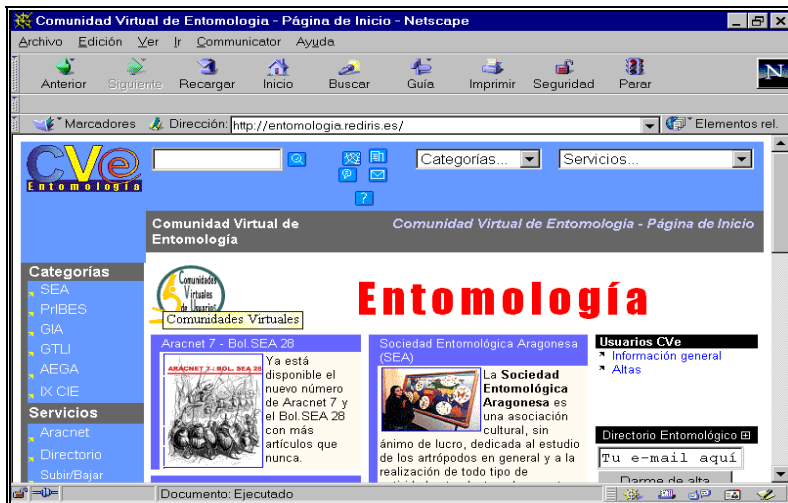 Comunidad Virtual de Entomologia - Página de Inicio - Netscape
Archivo Edición Ver Ir Communicator Ayuda
Anterior Siguiente Recargar Inicio Buscar Guía Imprimir Seguridad Parar
N
Marcadores Dirección: http://entomologia.rediris.es/ Elementos rel.
CVe
Entomología
Categorías... Servicios...
?
Comunidad Virtual de
Entomología
Comunidad Virtual de Entomologia - Página de Inicio
Categorías
SEA
PrIBES
GIA
GTLI
AEGA
IX CIE
Servicios
Aracnet
Directorio
Subir/Bajar
Comunidades
Virtuales
de Usuarios
Comunidades Virtuales
Entomología
Aracnet 7 - Bol.SEA 28
ARACNET 7 - BOL. SEA 28
Ya está
disponible el
nuevo número
de Aracnet 7 y
el Bol.SEA 28
con más
artículos que
nunca.
Sociedad Entomológica Aragonesa
(SEA)
La Sociedad
Entomológica
Aragonesa es
una asociación
cultural, sin
ánimo de lucro, dedicada al estudio
de los artrópodos en general y a la
realización de todo tipo de
Usuarios CVe
Información general
Altas
Directorio Entomológico
Tu e-mail aquí
Darme de alta
Documento: Ejecutado